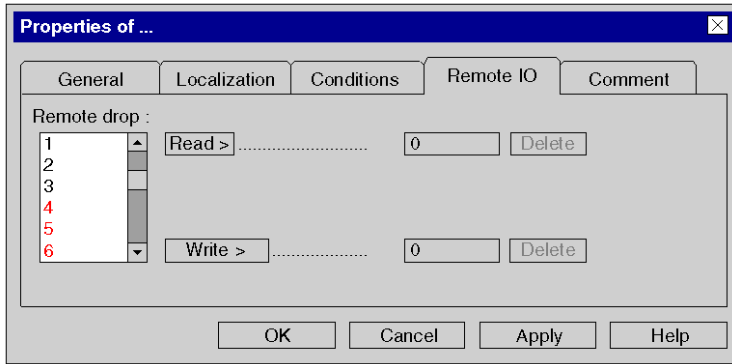 Properties of ...
General Localization Conditions Remote IO Comment
Remote drop :
1
Read > .......................... 0 Delete
2
3
4
5
6
Write > ................... 0 Delete
OK Cancel Apply Help